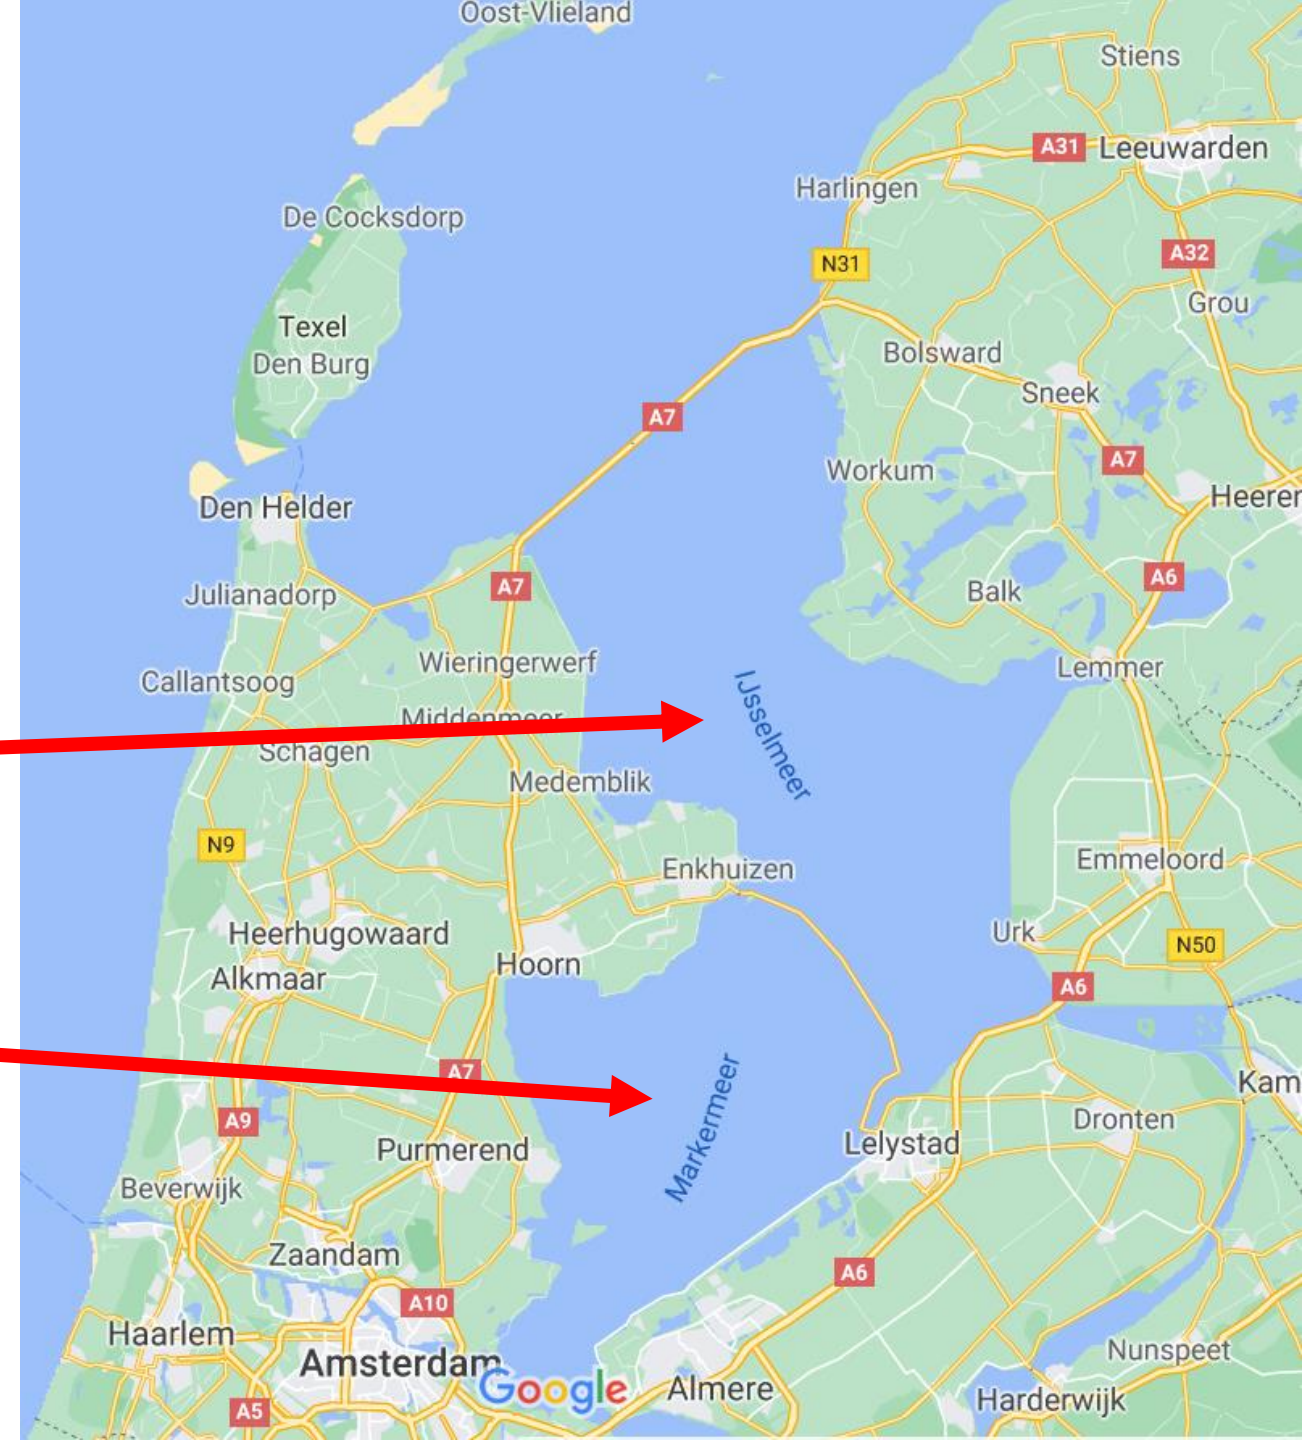 Oost-Vlieland
Stiens
A31
Leeuwarden
Harlingen
De Cocksdorp
N31
A32
Grou
Texel
Den Burg
Bolsward
Sneek
A7
A7
Workum
Heerer
Den Helder
A7
A6
Julianadorp
Balk
Wieringerwerf
Lemmer
Callantsoog
IJsselmeer
Middenmeer
Schagen
Medemblik
N9
Enkhuizen
Emmeloord
Heerhugowaard
Urk
N50
Hoorn
Alkmaar
A6
A7
Kam
Markermeer
A9
Dronten
Purmerend
Lelystad
Beverwijk
Zaandam
A6
A10
Haarlem
Nunspeet
Amsterdam
Google
Almere
Harderwijk
A5